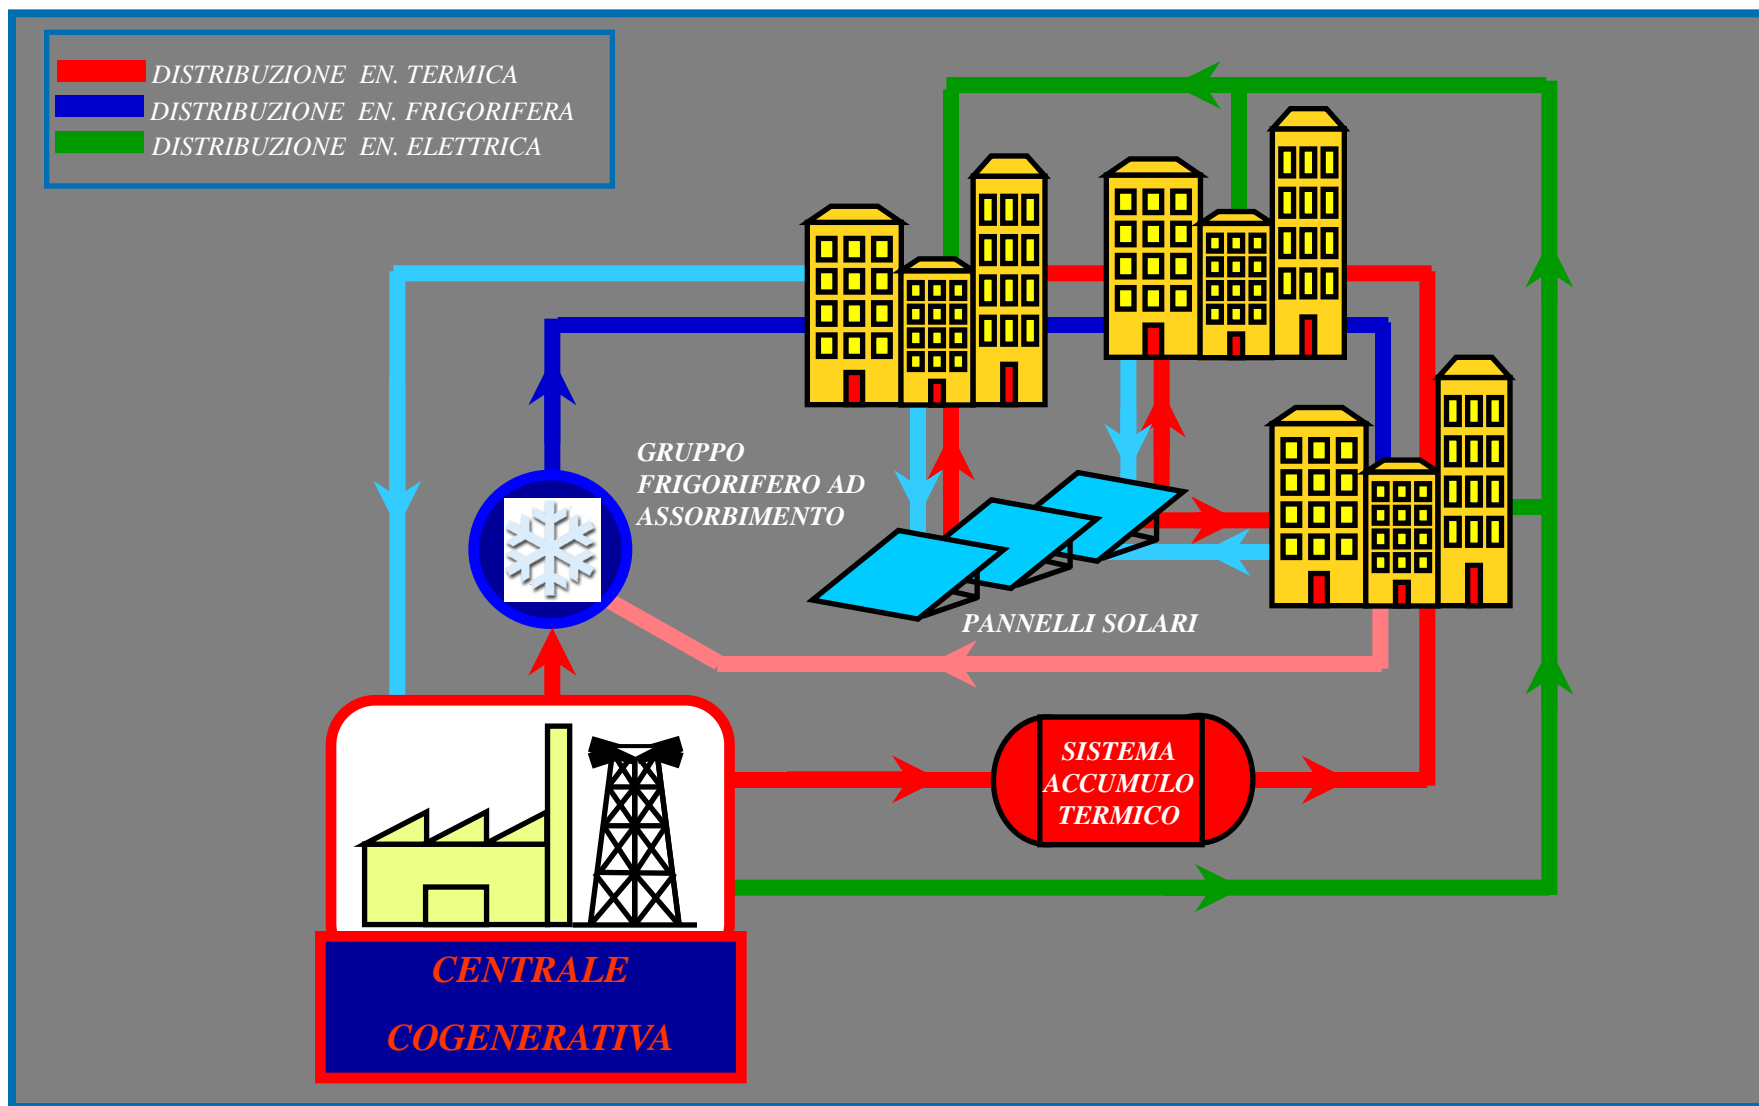 DISTRIBUZIONE EN. TERMICA
DISTRIBUZIONE EN. FRIGORIFERA
DISTRIBUZIONE EN. ELETTRICA
GRUPPO
FRIGORIFERO AD
ASSORBIMENTO
PANNELLI SOLARI
SISTEMA
ACCUMULO
TERMICO
CENTRALE
COGENERATIVA